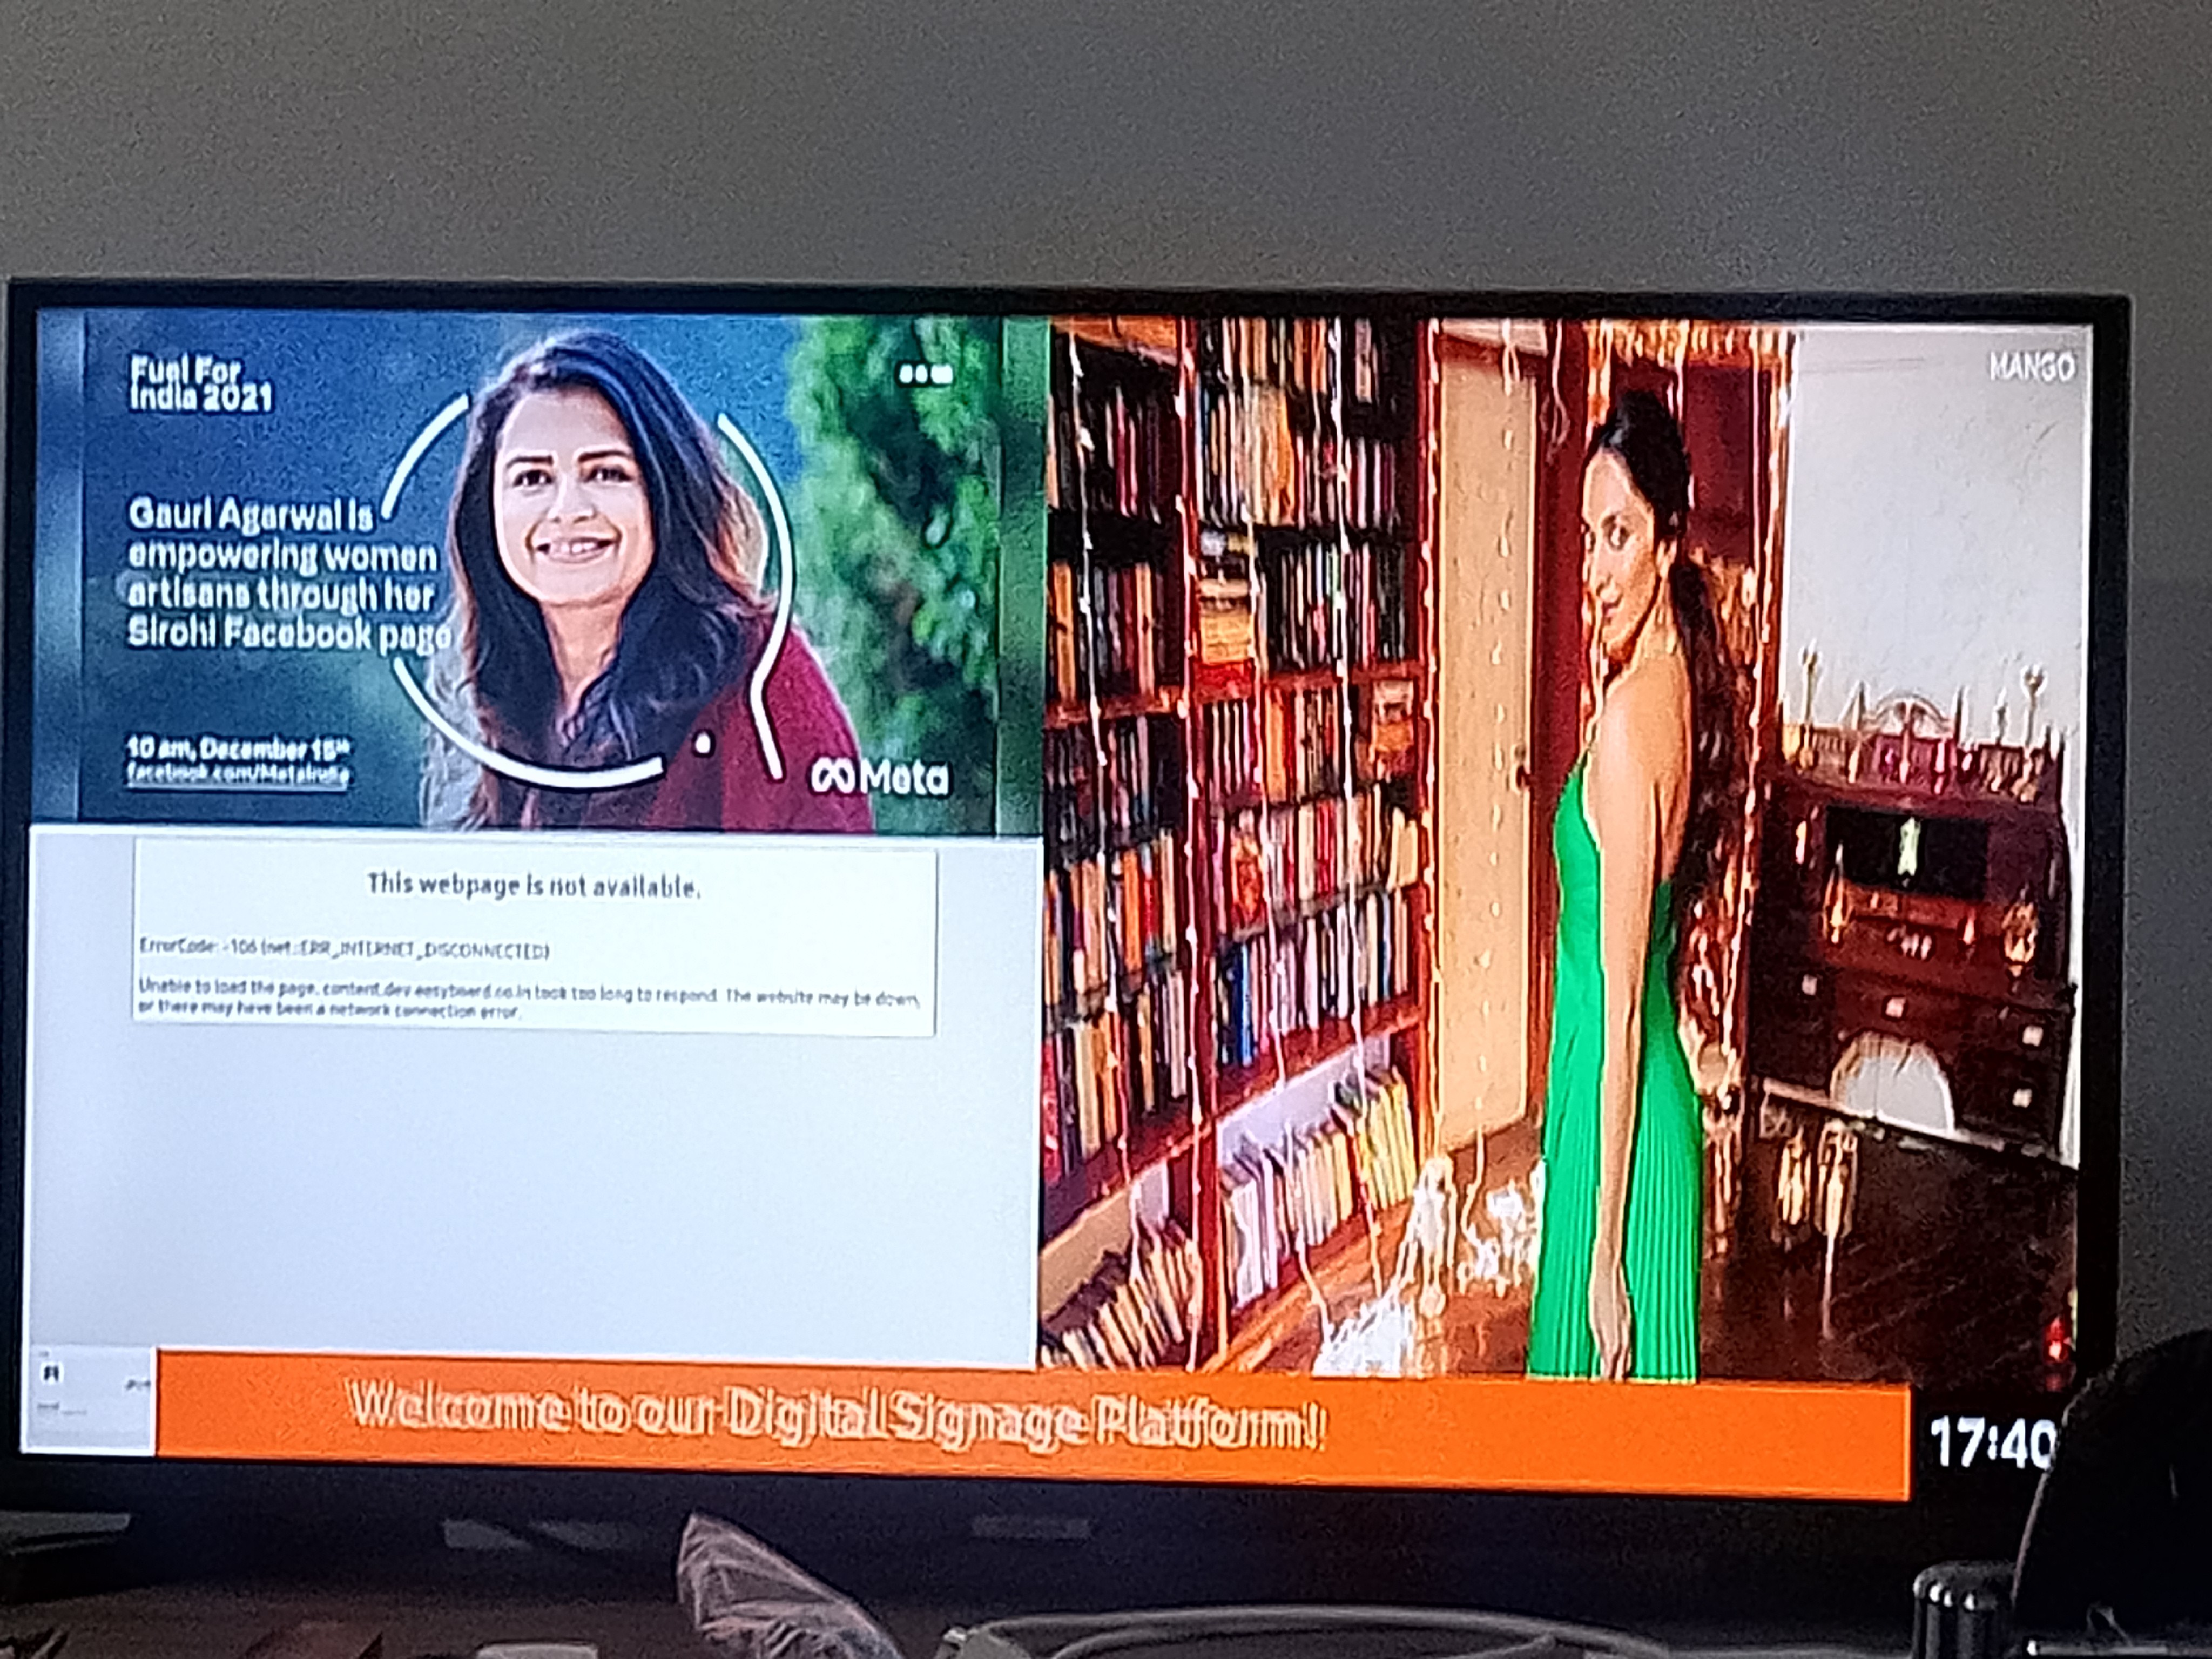 Fuel For
India 2021
Gauri Agarwal is
empowering women
artisans through her
Sirohi Facebook page
10 am, December 15th
facebook.com/MetaIndia
Meta
MANGO
This webpage is not available.
ErrorCode: -106 (net::ERR_INTERNET_DISCONNECTED)
Unable to load the page. content.dev.easyboard.co.in took too long to respond. The website may be down,
or there may have been a network connection error.
Welcome to our Digital Signage Platform!
17:40